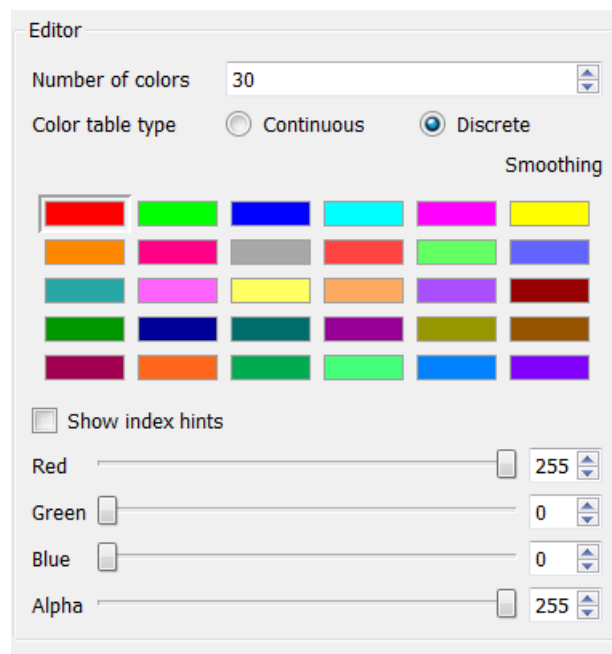 Editor
Number of colors 30
Color table type Continuous Discrete
Smoothing
Show index hints
Red 255
Green 0
Blue 0
Alpha 255